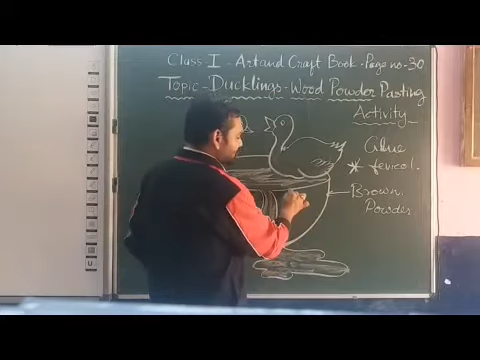 Class-I-Art and Craft Book.Page no-30
Topic-Ducklings-Wood Powder Pasting
Activity
Glue
* fevicol.
Brown
Powder